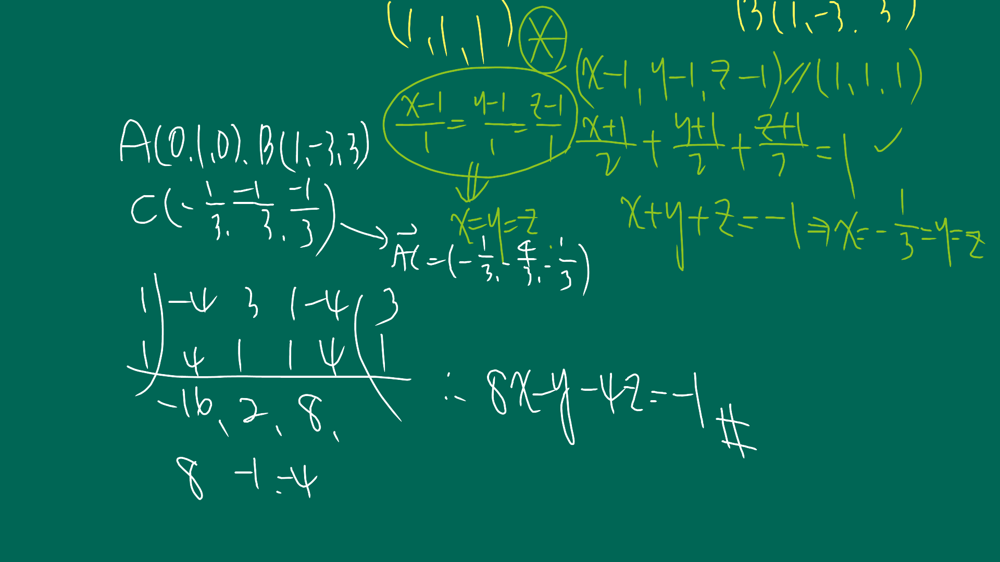 (1, 1, 1) *
B(1, -3, 3)
(x-1, y-1, z-1) // (1, 1, 1)
(x-1)/1 = (y-1)/1 = (z-1)/1
(x+1)/2 + (y+1)/2 + (z+1)/2 = 1 ✓
⇓
x=y=z
x+y+z=-1 ⇒ x=-1/3=y=z
A(0,1,0), B(1,-3,3)
C(-1/3, -1/3, -1/3) → AC = (-1/3, -4/3, -1/3)
1) -4 3 1 -4 ( 3
1 4 1 1 4 1
-16, 2, 8,
8 -1 -4
∴ 8x-y-4z=-1 #